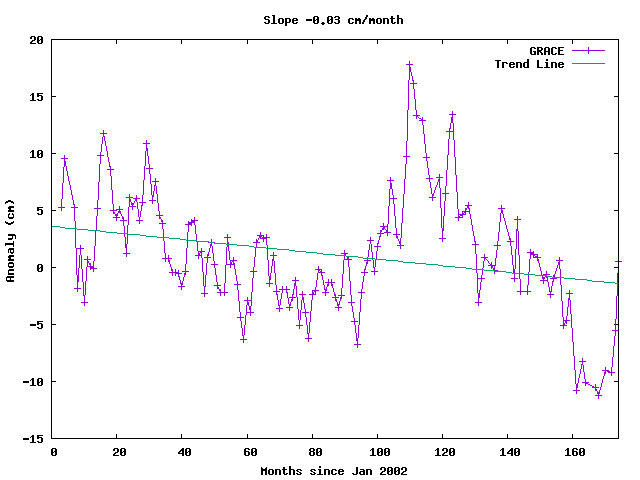 Slope -0.03 cm/month
GRACE
Trend Line
20
15
10
5
0
-5
-10
-15
Anomaly (cm)
0 20 40 60 80 100 120 140 160
Months since Jan 2002